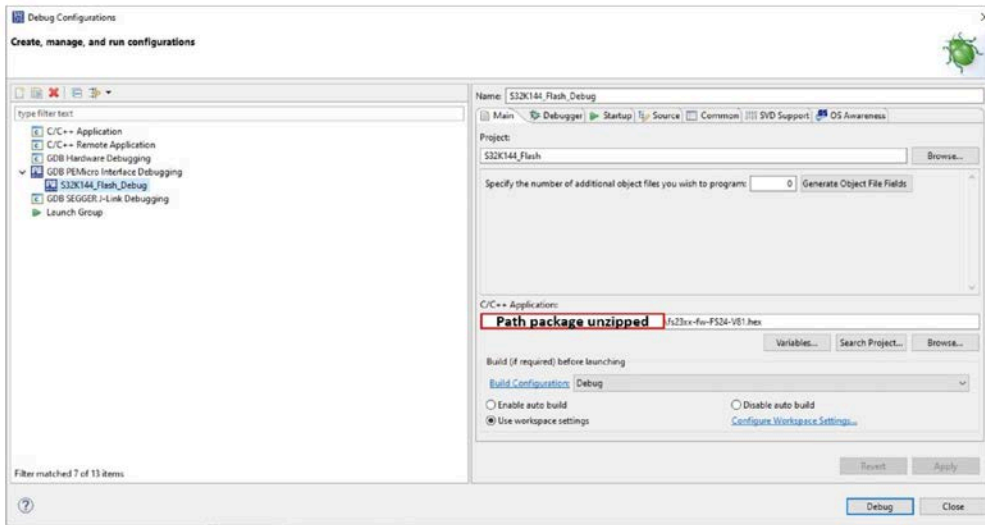 Debug Configurations
Create, manage, and run configurations
type filter text
C/C++ Application
C/C++ Remote Application
GDB Hardware Debugging
GDB PEMicro Interface Debugging
S32K144_Flash_Debug
GDB SEGGER J-Link Debugging
Launch Group
Filter matched 7 of 13 items
Name: S32K144_Flash_Debug
Main Debugger Startup Source Common SVD Support OS Awareness
Project:
S32K144_Flash Browse...
Specify the number of additional object files you wish to program: 0 Generate Object File Fields
C/C++ Application:
Path package unzipped \fs23xx-fw-FS24-V81.hex
Variables... Search Project... Browse...
Build (if required) before launching
Build Configuration: Debug
Enable auto build Disable auto build
Use workspace settings Configure Workspace Settings...
Revert Apply
Debug Close